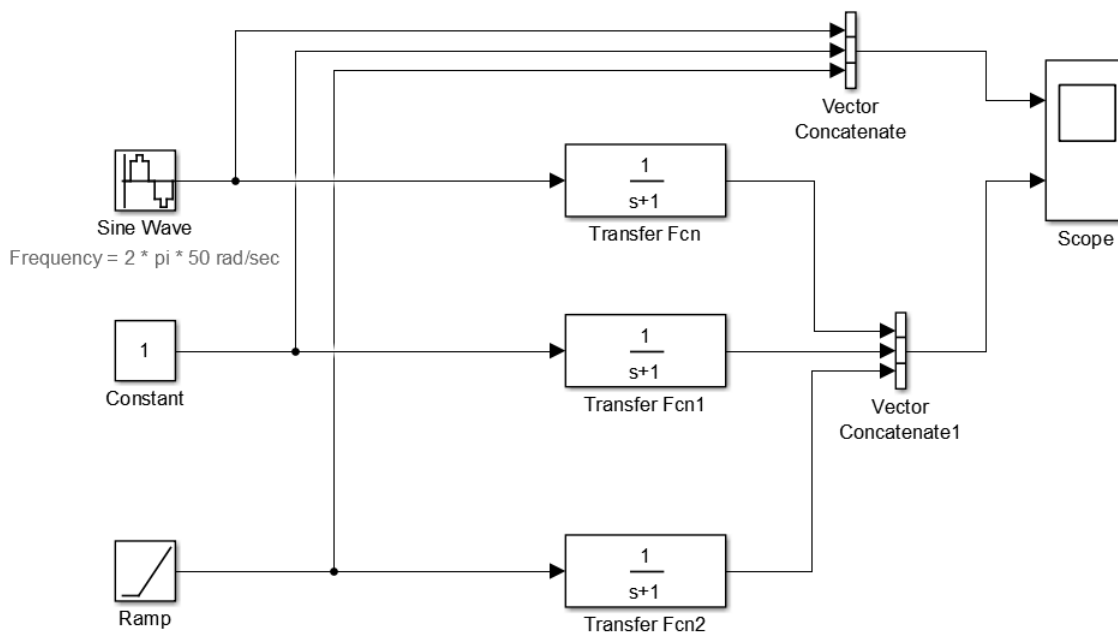 Vector
Concatenate
Sine Wave
Frequency = 2 * pi * 50 rad/sec
1
s+1
Transfer Fcn
Scope
1
Constant
1
s+1
Transfer Fcn1
Vector
Concatenate1
Ramp
1
s+1
Transfer Fcn2